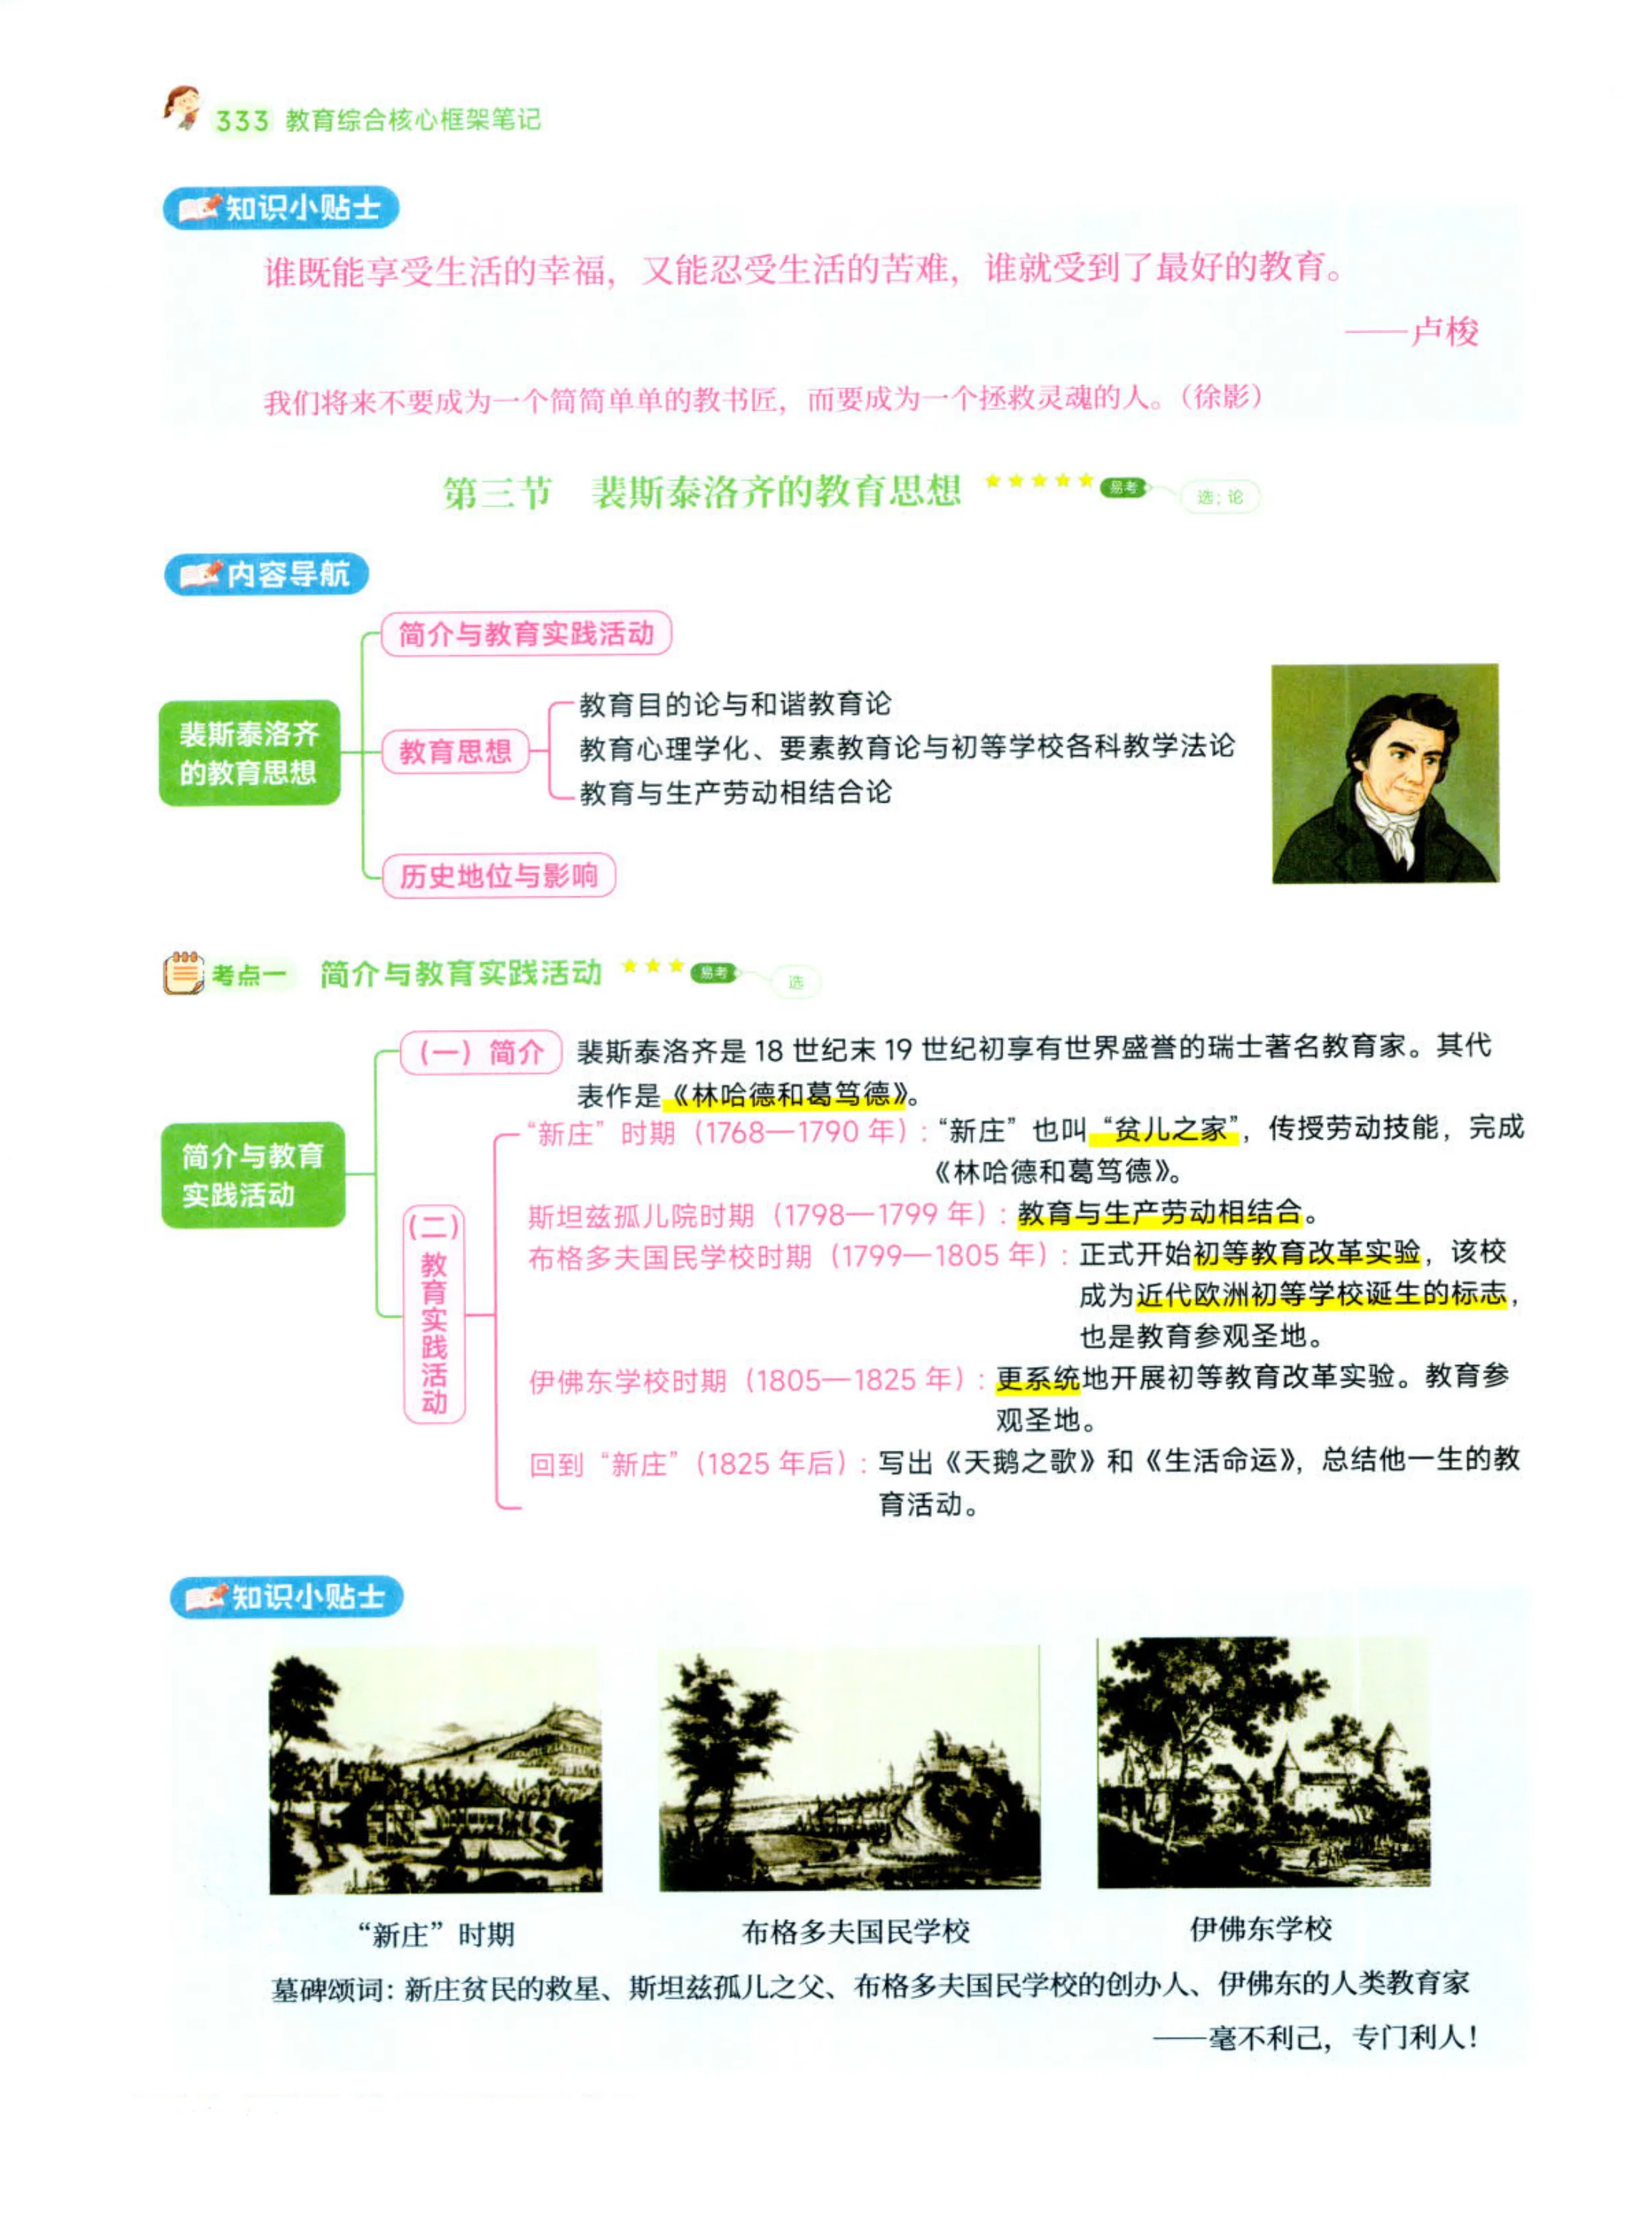 333 教育综合核心框架笔记
知识小贴士
谁既能享受生活的幸福，又能忍受生活的苦难，谁就受到了最好的教育。
——卢梭
我们将来不要成为一个简简单单的教书匠，而要成为一个拯救灵魂的人。（徐影）
第三节 裴斯泰洛齐的教育思想 ★★★★★ 易考 选；论
内容导航
简介与教育实践活动
裴斯泰洛齐
的教育思想
教育思想
教育目的论与和谐教育论
教育心理学化、要素教育论与初等学校各科教学法论
教育与生产劳动相结合论
历史地位与影响
考点一 简介与教育实践活动 ★★★ 易考 选
简介与教育
实践活动
（一）简介 裴斯泰洛齐是 18 世纪末 19 世纪初享有世界盛誉的瑞士著名教育家。其代
表作是《林哈德和葛笃德》。
（二）教育实践活动
“新庄”时期（1768—1790 年）：“新庄”也叫“贫儿之家”，传授劳动技能，完成
《林哈德和葛笃德》。
斯坦兹孤儿院时期（1798—1799 年）：教育与生产劳动相结合。
布格多夫国民学校时期（1799—1805 年）：正式开始初等教育改革实验，该校
成为近代欧洲初等学校诞生的标志，
也是教育参观圣地。
伊佛东学校时期（1805—1825 年）：更系统地开展初等教育改革实验。教育参
观圣地。
回到“新庄”（1825 年后）：写出《天鹅之歌》和《生活命运》，总结他一生的教
育活动。
知识小贴士
“新庄”时期 布格多夫国民学校 伊佛东学校
墓碑颂词：新庄贫民的救星、斯坦兹孤儿之父、布格多夫国民学校的创办人、伊佛东的人类教育家
——毫不利己，专门利人！